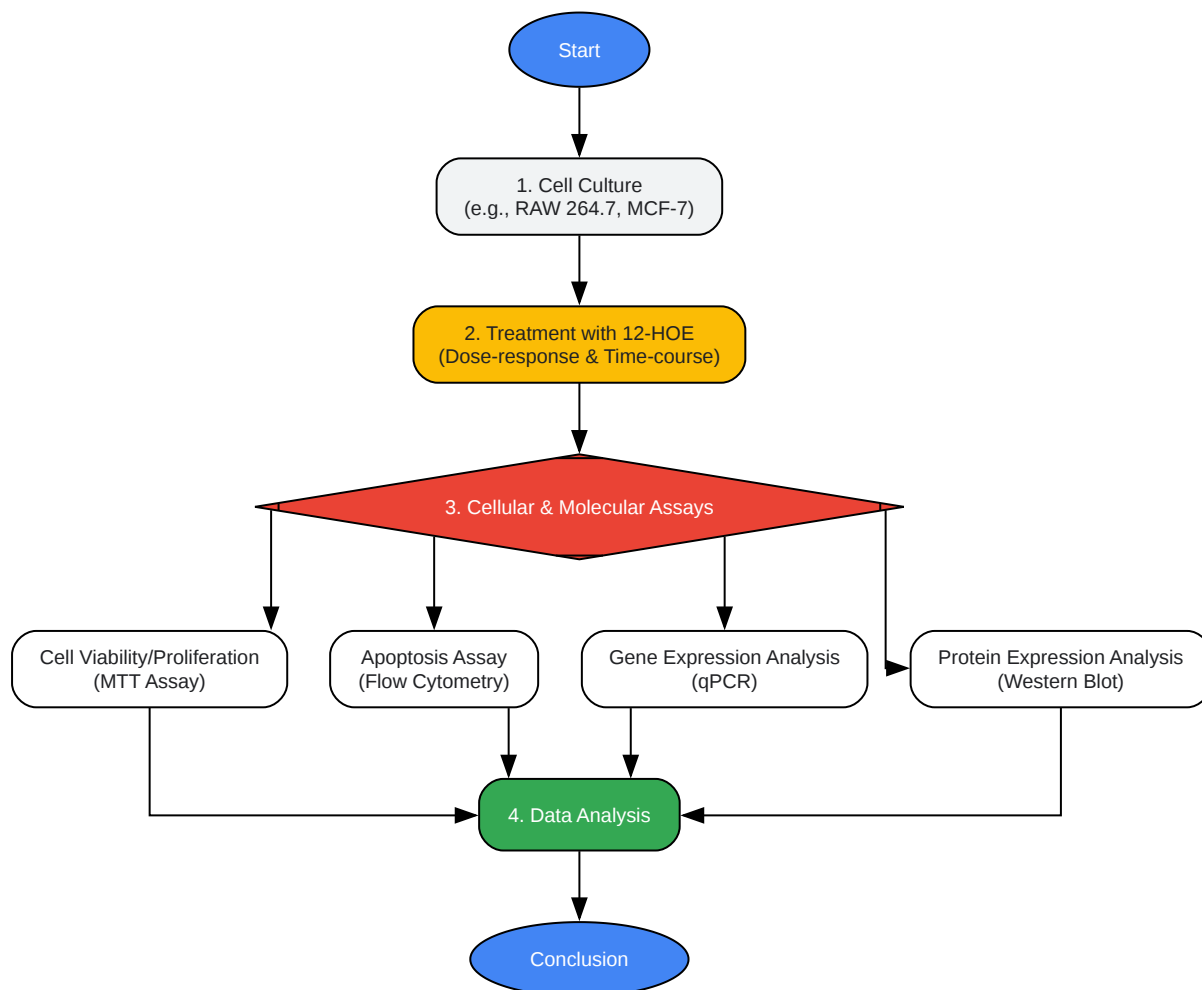 Start
1. Cell Culture
(e.g., RAW 264.7, MCF-7)
2. Treatment with 12-HOE
(Dose-response & Time-course)
3. Cellular & Molecular Assays
Cell Viability/Proliferation
(MTT Assay)
Apoptosis Assay
(Flow Cytometry)
Gene Expression Analysis
(qPCR)
Protein Expression Analysis
(Western Blot)
4. Data Analysis
Conclusion